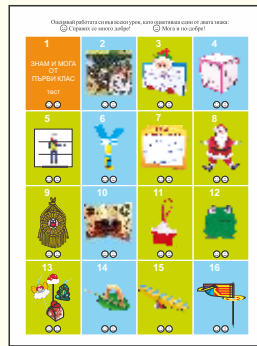 Оцветявай работата си във всеки урок, като оцветяваш един от двата знака:
Справих се много добре! Мога и по-добре!
1 2 3 4
ЗНАМ И МОГА
ОТ
ПЪРВИ КЛАС
тест
5 6 7 8
9 10 11 12
13 14 15 16